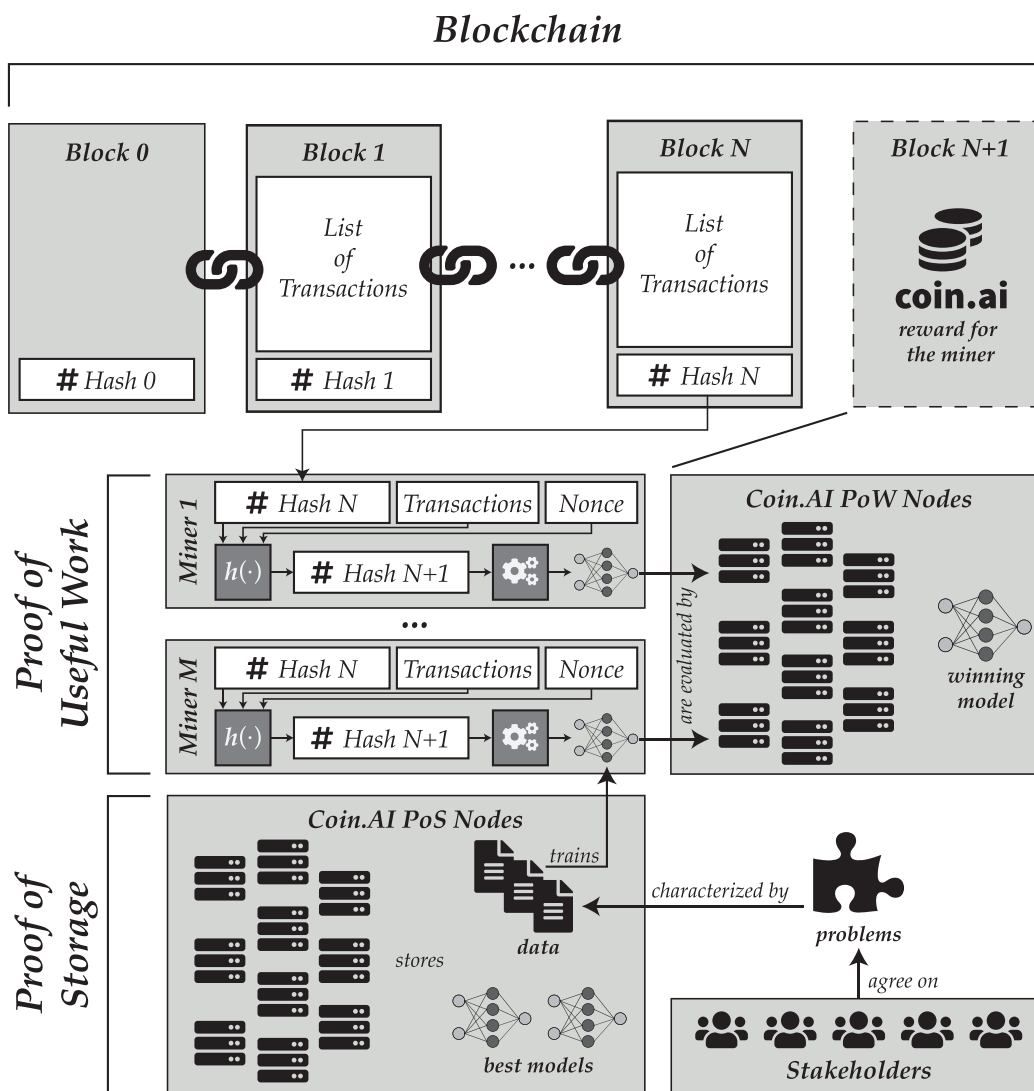 Blockchain
Block 0
Block 1
Block N
Block N+1
List
of
Transactions
...
List
of
Transactions
coin.ai
reward for
the miner
# Hash 0
# Hash 1
# Hash N
Proof of
Useful Work
Miner 1
# Hash N
Transactions
Nonce
h(·)
# Hash N+1
...
Miner M
# Hash N
Transactions
Nonce
h(·)
# Hash N+1
are evaluated by
Coin.AI PoW Nodes
winning
model
Proof of
Storage
Coin.AI PoS Nodes
trains
data
stores
best models
characterized by
problems
agree on
Stakeholders